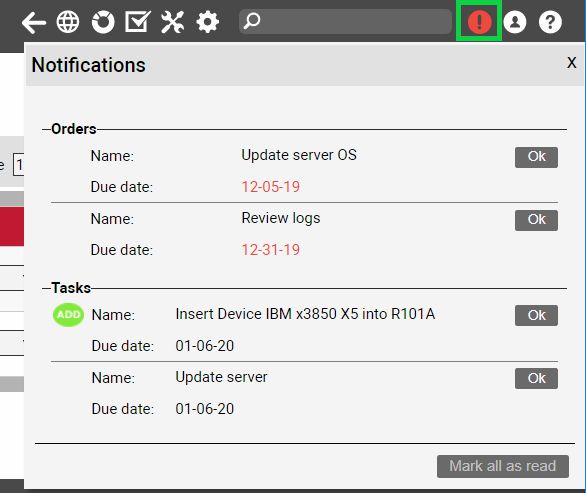 !
?
Notifications
X
Orders
Name: Update server OS Ok
Due date: 12-05-19
Name: Review logs Ok
Due date: 12-31-19
Tasks
ADD Name: Insert Device IBM x3850 X5 into R101A Ok
Due date: 01-06-20
Name: Update server Ok
Due date: 01-06-20
Mark all as read
e 1